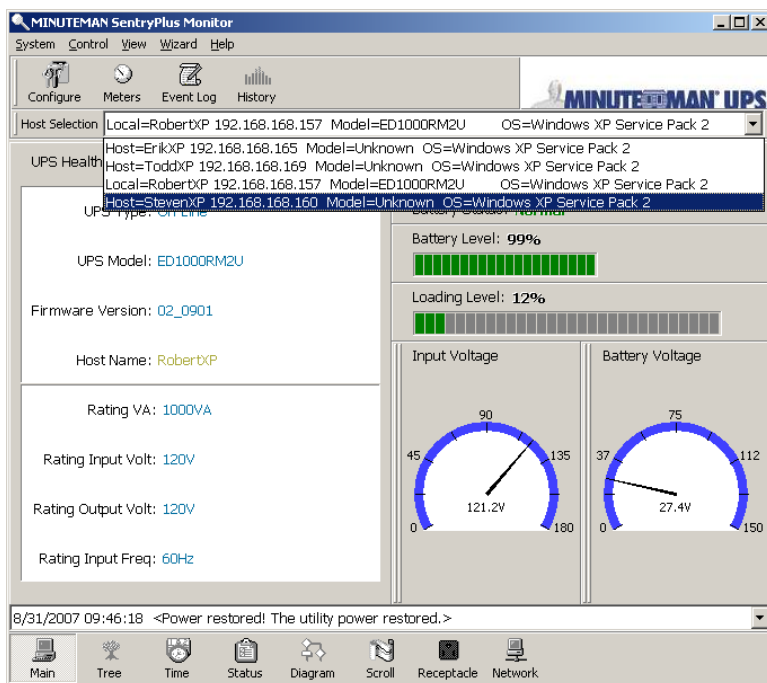 MINUTEMAN SentryPlus Monitor
System Control View Wizard Help
Configure Meters Event Log History
MINUTEMAN® UPS
Host Selection Local=RobertXP 192.168.168.157 Model=ED1000RM2U OS=Windows XP Service Pack 2
Host=ErikXP 192.168.168.165 Model=Unknown OS=Windows XP Service Pack 2
Host=ToddXP 192.168.168.169 Model=Unknown OS=Windows XP Service Pack 2
Local=RobertXP 192.168.168.157 Model=ED1000RM2U OS=Windows XP Service Pack 2
Host=StevenXP 192.168.168.160 Model=Unknown OS=Windows XP Service Pack 2
UPS Health
UPS Type: On Line
UPS Model: ED1000RM2U
Firmware Version: 02_0901
Host Name: RobertXP
Rating VA: 1000VA
Rating Input Volt: 120V
Rating Output Volt: 120V
Rating Input Freq: 60Hz
Battery Status: Normal
Battery Level: 99%
Loading Level: 12%
Input Voltage
0 45 90 135 180
121.2V
Battery Voltage
0 37 75 112 150
27.4V
8/31/2007 09:46:18 <Power restored! The utility power restored.>
Main Tree Time Status Diagram Scroll Receptacle Network